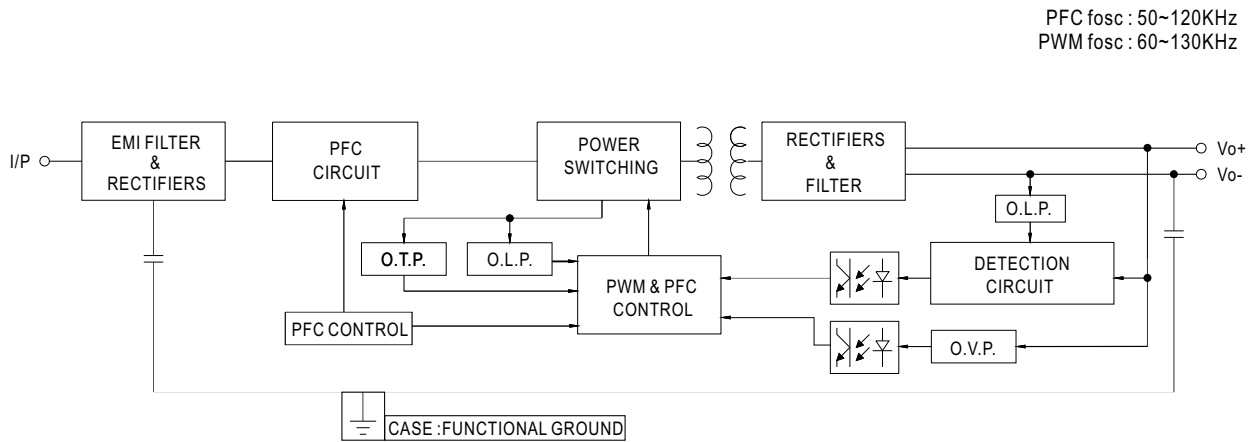 PFC fosc : 50~120KHz
PWM fosc : 60~130KHz
I/P
EMI FILTER
&
RECTIFIERS
PFC
CIRCUIT
POWER
SWITCHING
RECTIFIERS
&
FILTER
Vo+
Vo-
O.L.P.
O.T.P.
O.L.P.
PWM & PFC
CONTROL
DETECTION
CIRCUIT
PFC CONTROL
O.V.P.
CASE :FUNCTIONAL GROUND